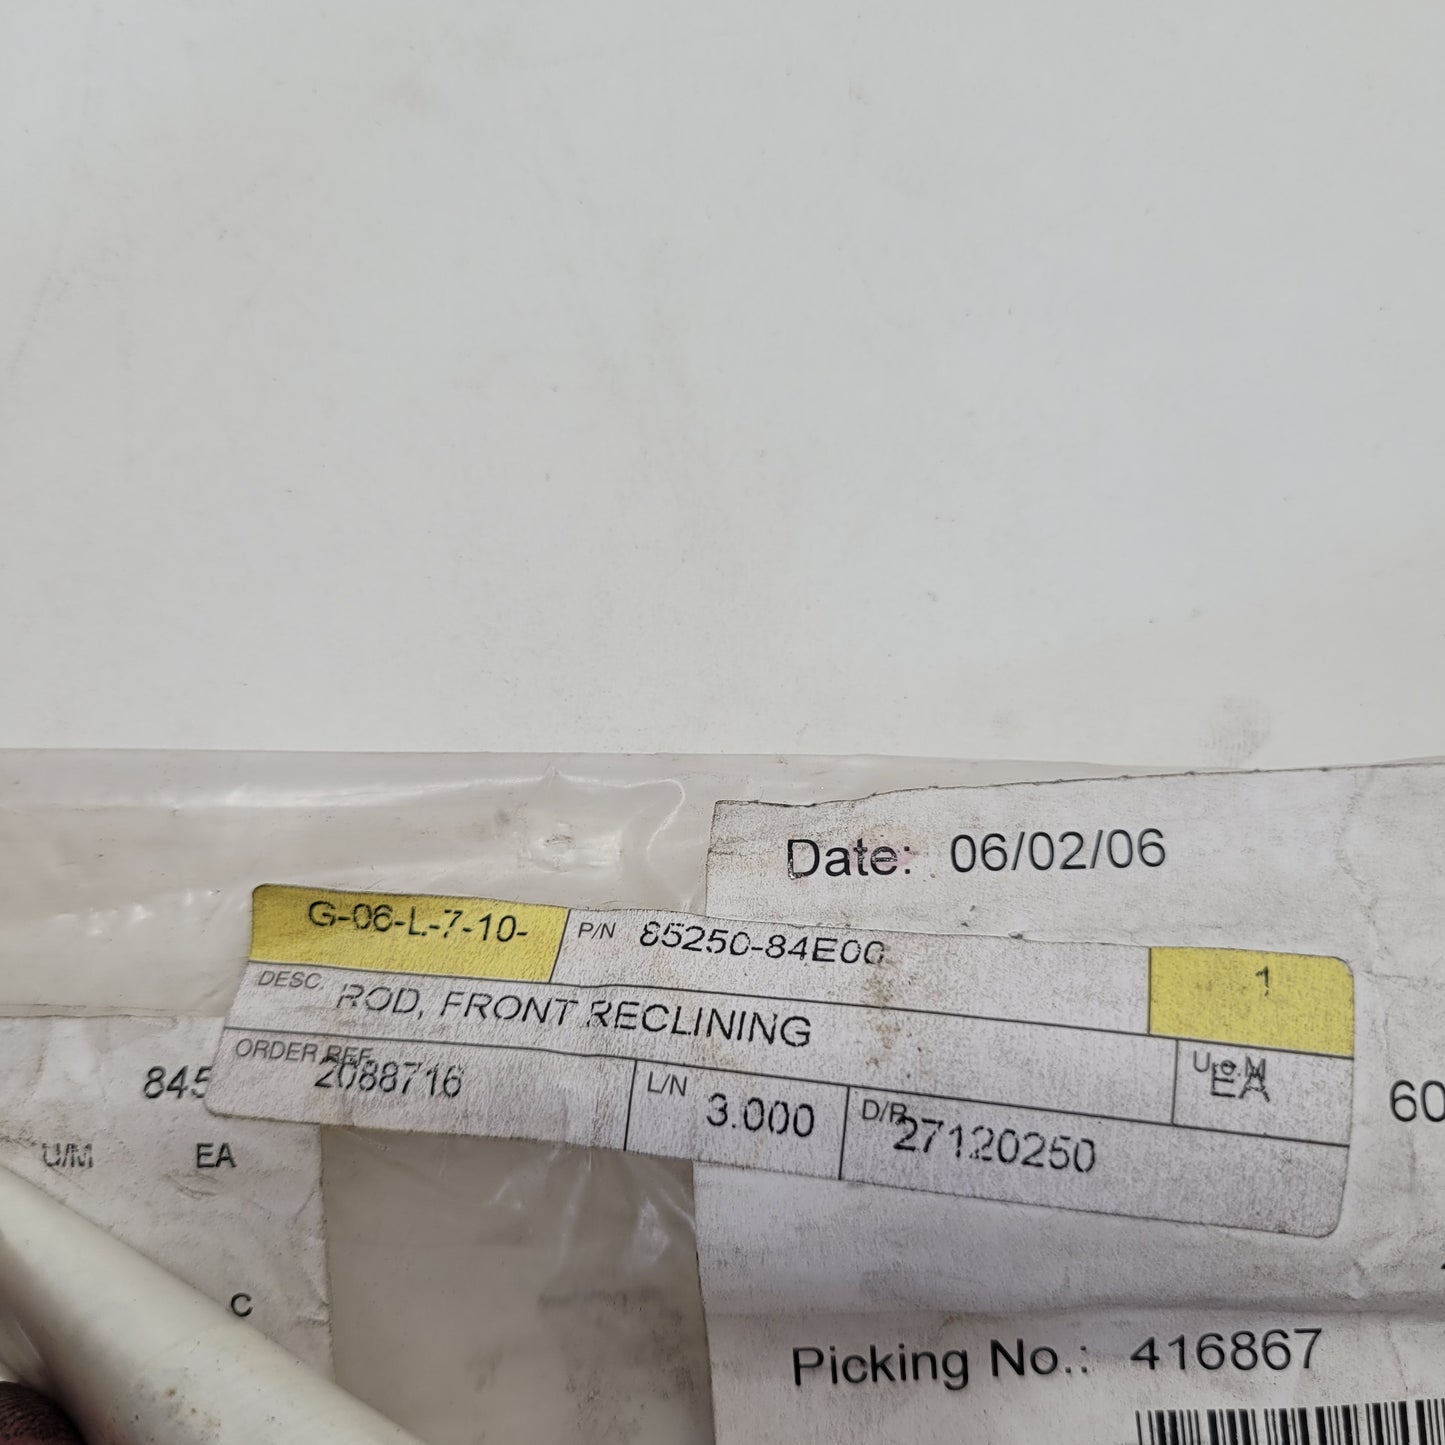 Date: 06/02/06
G-06-L-7-10-
P/N 85250-84E00
1
DESC. ROD, FRONT RECLINING
ORDER REF. 2088716
L/N 3.000
D/R 27120250
U.o.M EA
845
60
U/M EA
C
Picking No.: 416867